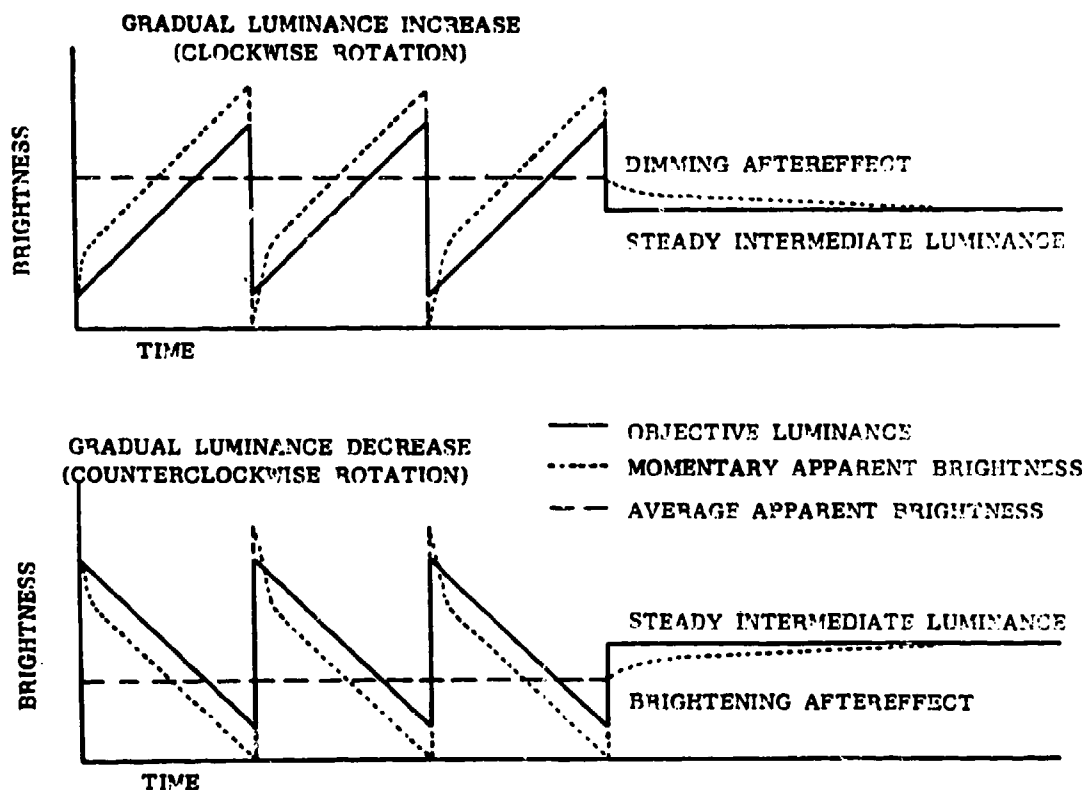 GRADUAL LUMINANCE INCREASE
(CLOCKWISE ROTATION)
BRIGHTNESS
DIMMING AFTEREFFECT
STEADY INTERMEDIATE LUMINANCE
TIME
GRADUAL LUMINANCE DECREASE
(COUNTERCLOCKWISE ROTATION)
OBJECTIVE LUMINANCE
MOMENTARY APPARENT BRIGHTNESS
AVERAGE APPARENT BRIGHTNESS
BRIGHTNESS
STEADY INTERMEDIATE LUMINANCE
BRIGHTENING AFTEREFFECT
TIME